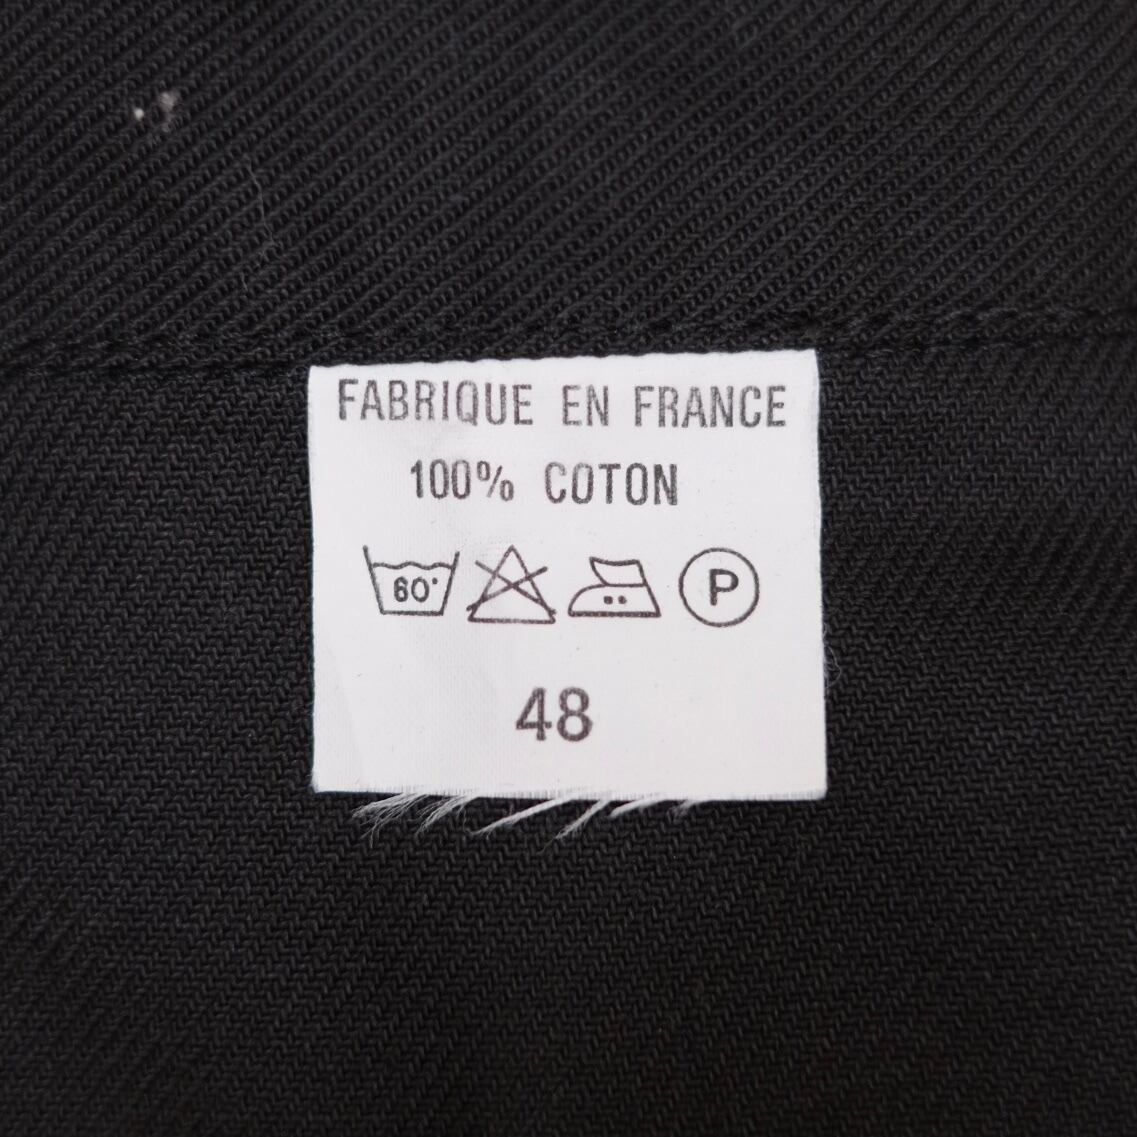 FABRIQUE EN FRANCE
100% COTON
60° P
48